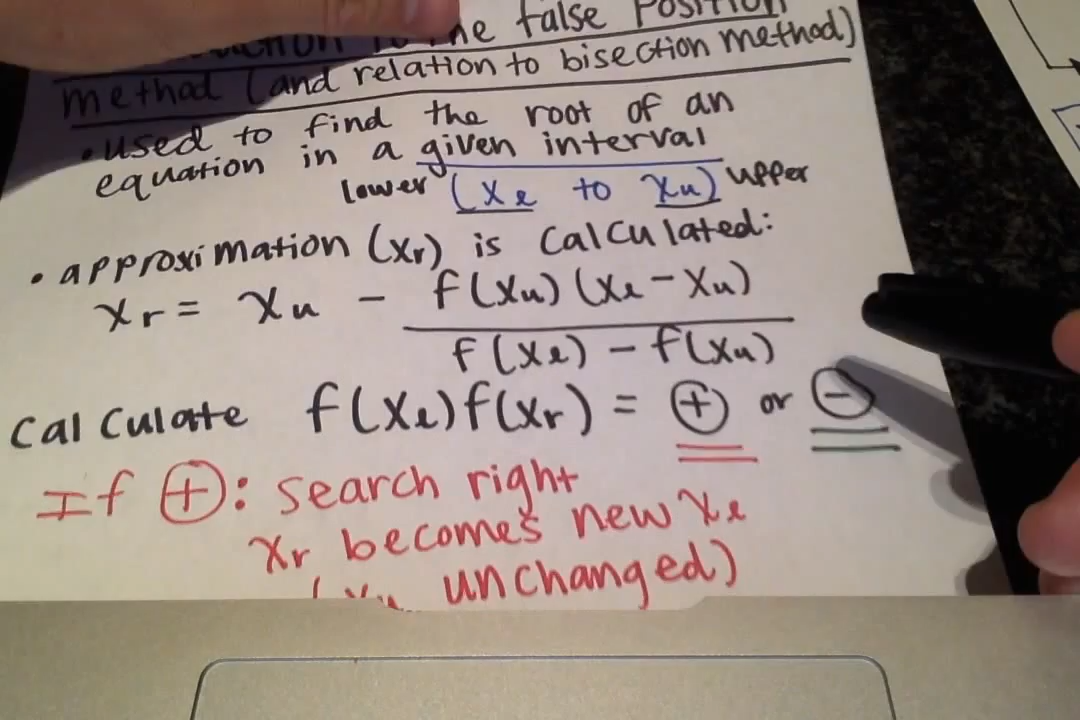 the false Position
method (and relation to bisection method)
• used to find the root of an
equation in a given interval
lower (xl to xu) upper
• approximation (xr) is calculated:
xr = xu - f(xu)(xl - xu)
f(xl) - f(xu)
Calculate f(xl)f(xr) = ⊕ or ⊖
If ⊕: search right
xr becomes new xl
(xu unchanged)